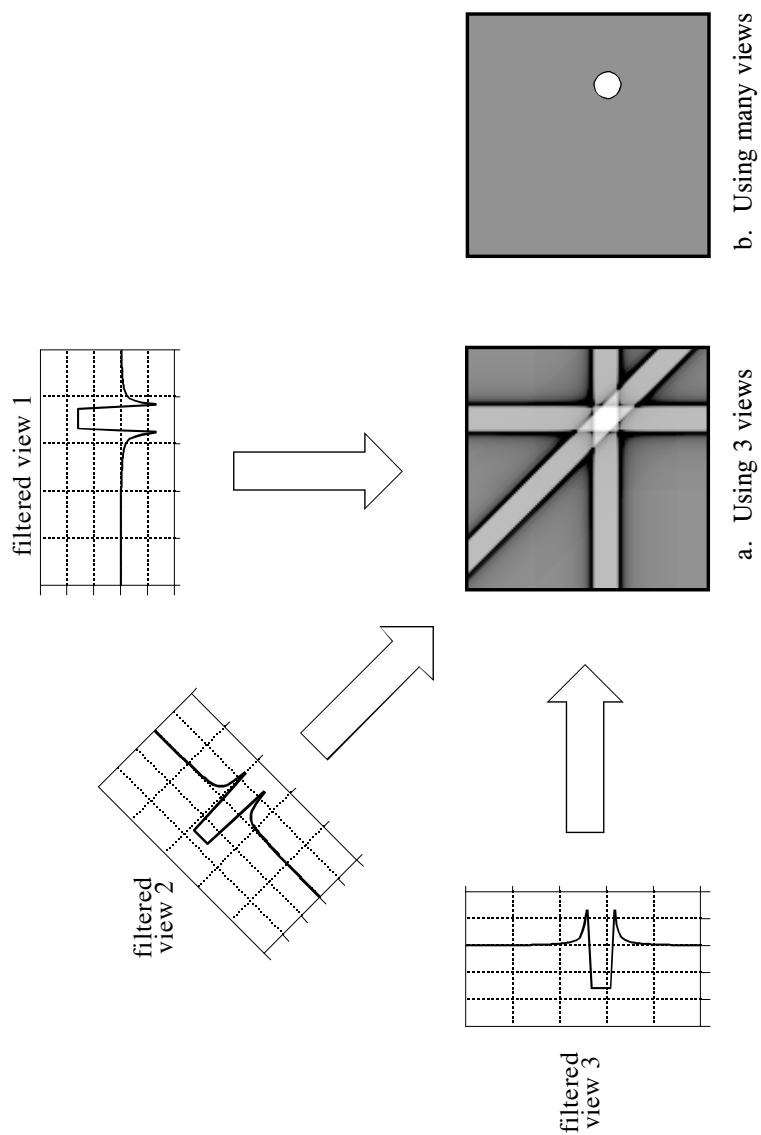 filtered view 1
filtered
view 2
filtered
view 3
a. Using 3 views
b. Using many views